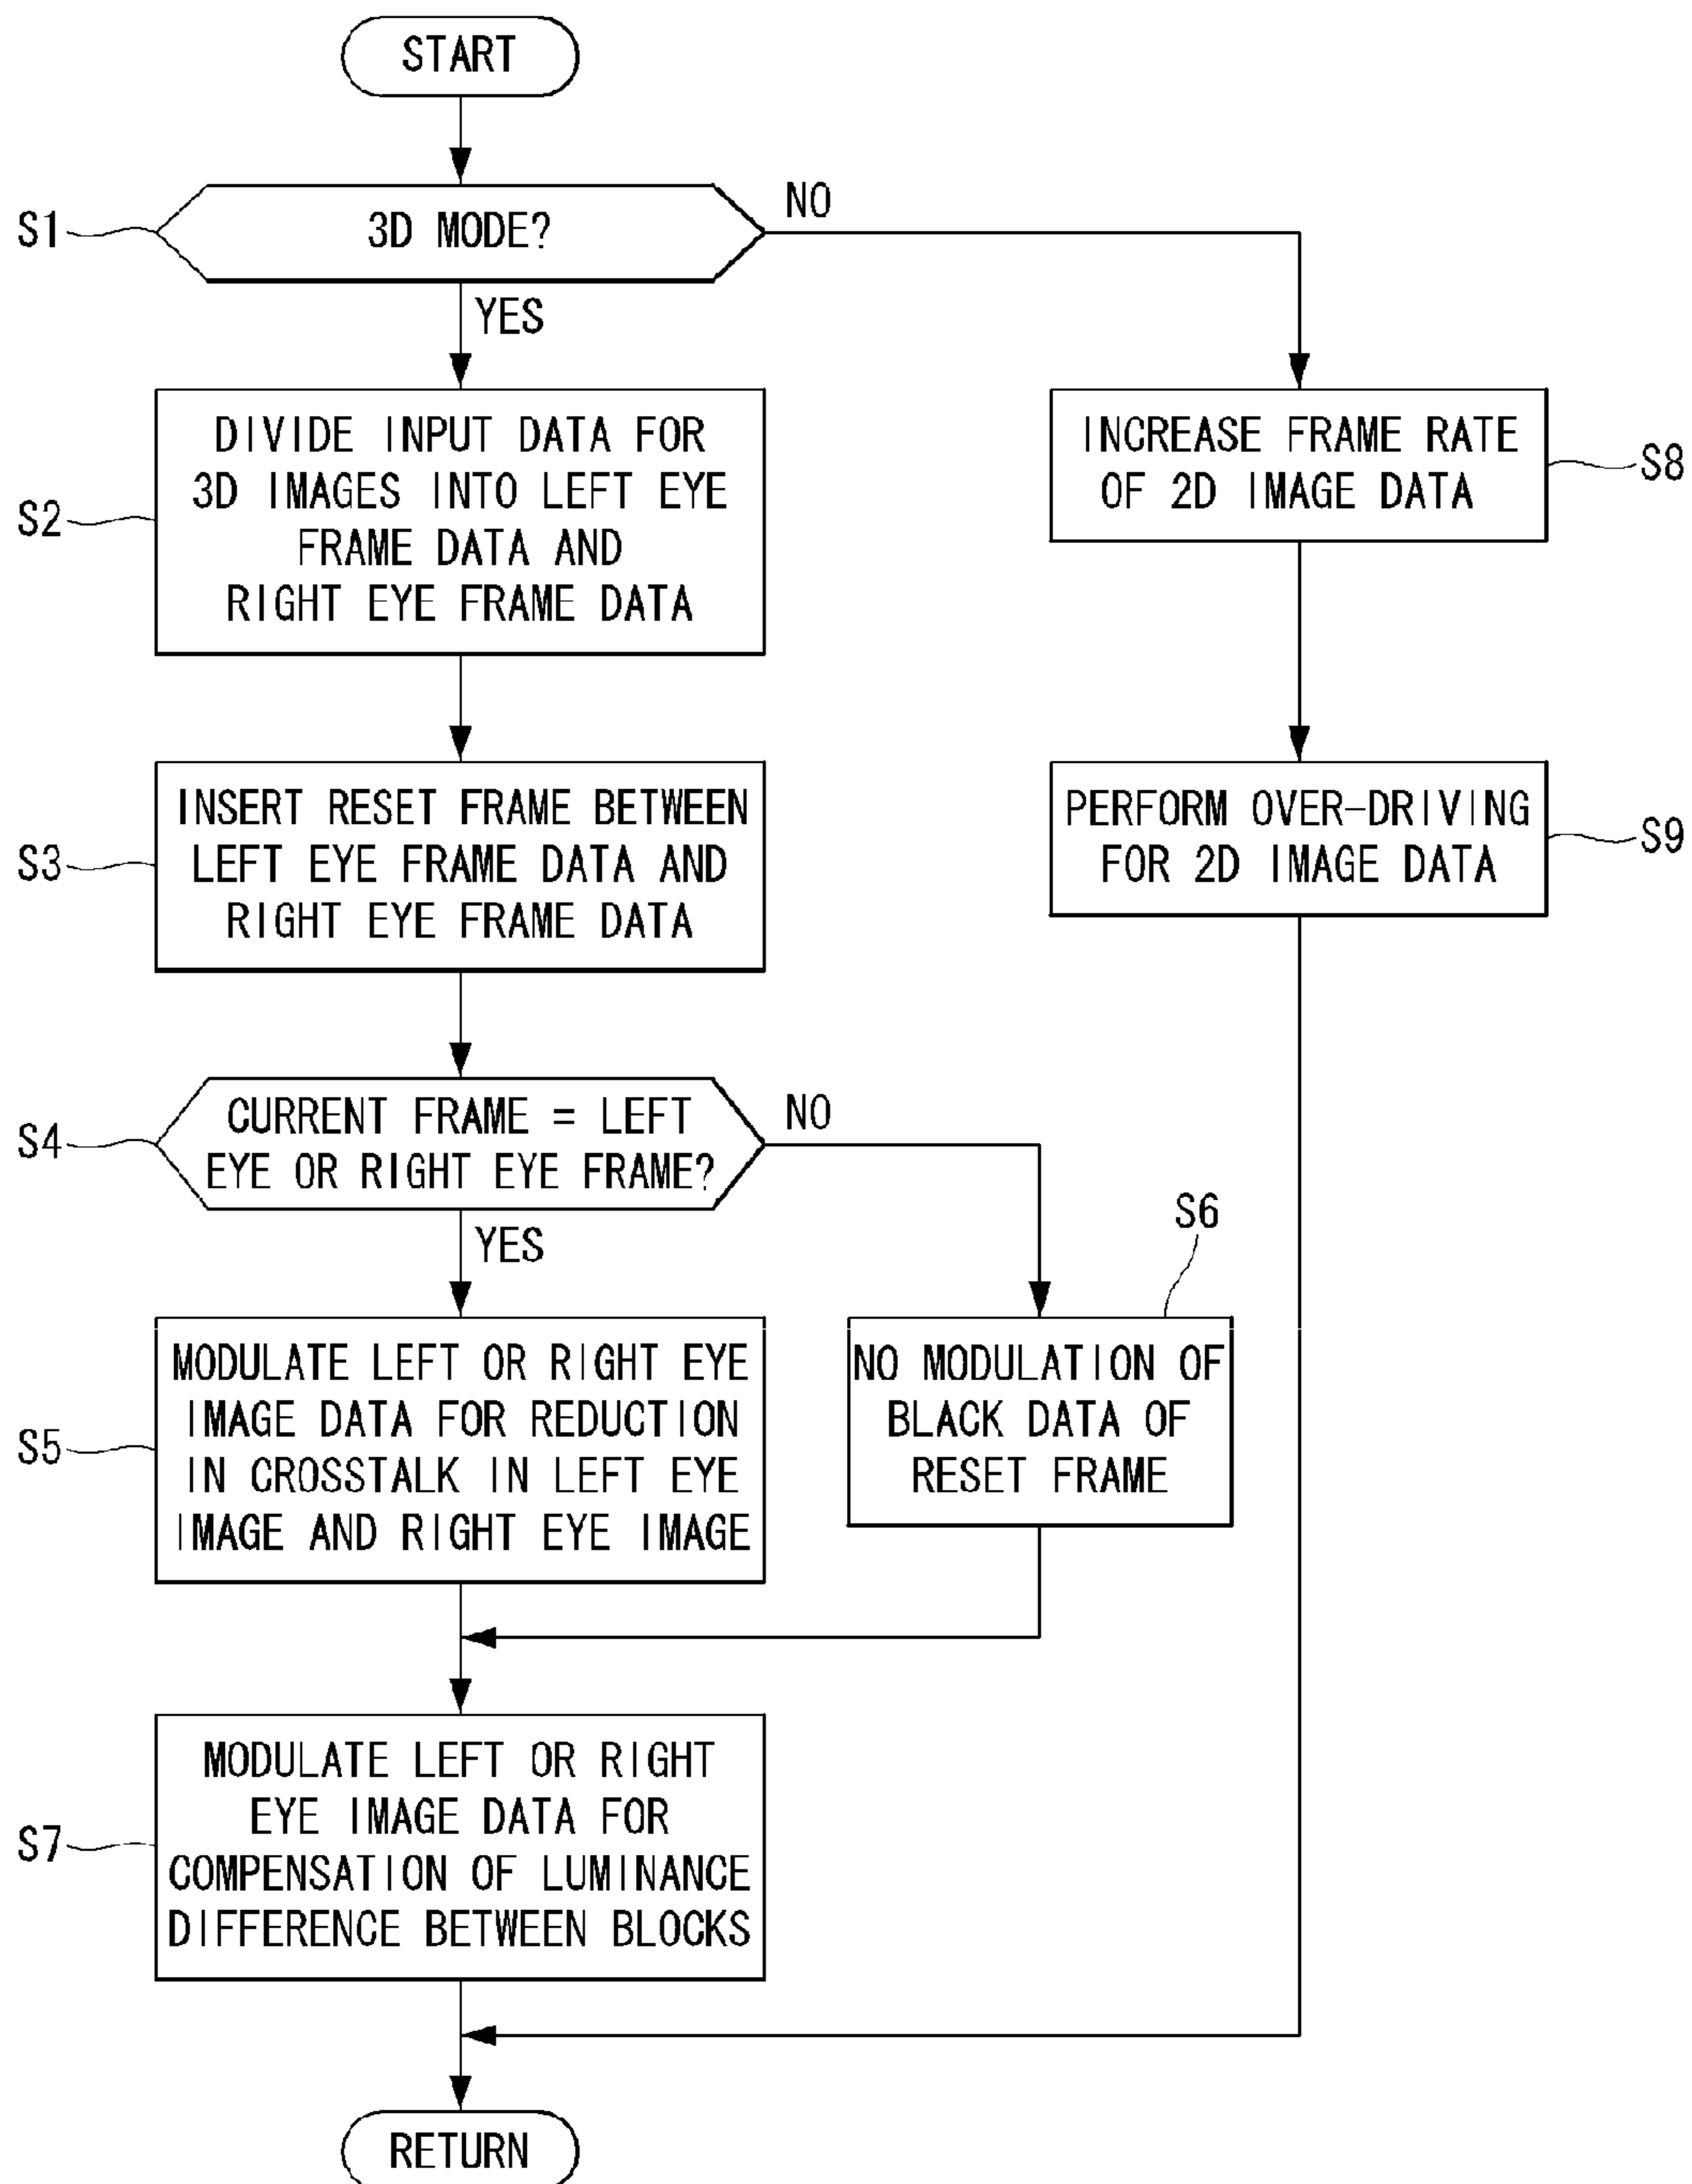 START
S1
3D MODE?
NO
YES
S2
DIVIDE INPUT DATA FOR
3D IMAGES INTO LEFT EYE
FRAME DATA AND
RIGHT EYE FRAME DATA
INCREASE FRAME RATE
OF 2D IMAGE DATA
S8
S3
INSERT RESET FRAME BETWEEN
LEFT EYE FRAME DATA AND
RIGHT EYE FRAME DATA
PERFORM OVER-DRIVING
FOR 2D IMAGE DATA
S9
S4
CURRENT FRAME = LEFT
EYE OR RIGHT EYE FRAME?
NO
YES
S6
S5
MODULATE LEFT OR RIGHT EYE
IMAGE DATA FOR REDUCTION
IN CROSSTALK IN LEFT EYE
IMAGE AND RIGHT EYE IMAGE
NO MODULATION OF
BLACK DATA OF
RESET FRAME
S7
MODULATE LEFT OR RIGHT
EYE IMAGE DATA FOR
COMPENSATION OF LUMINANCE
DIFFERENCE BETWEEN BLOCKS
RETURN